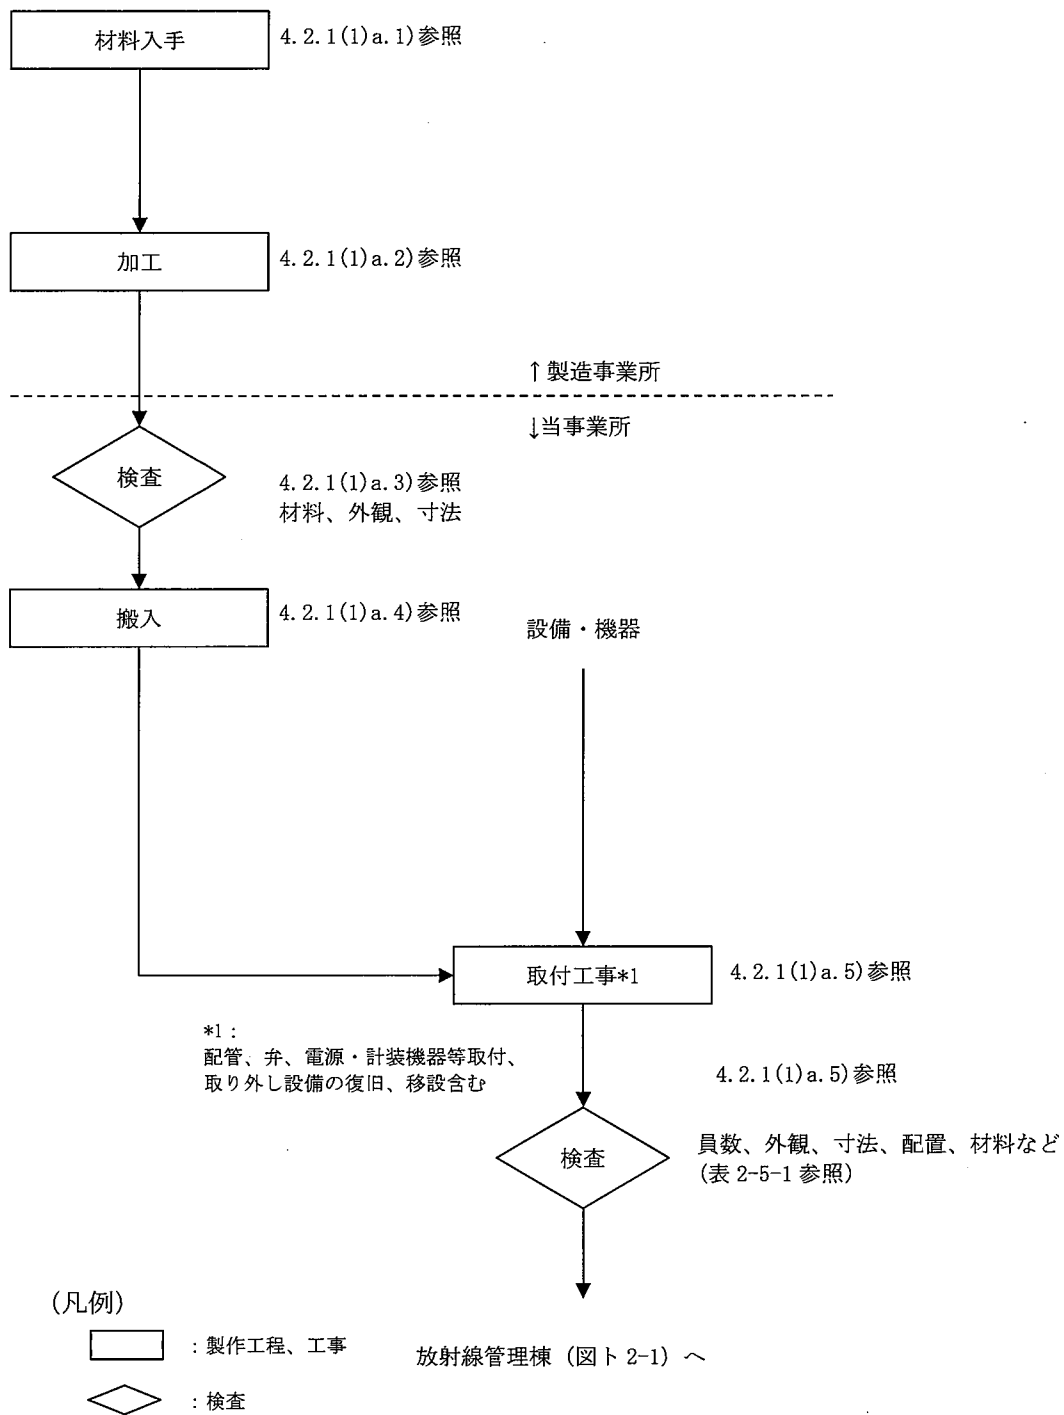 材料入手
4.2.1(1)a.1)参照
加工
4.2.1(1)a.2)参照
↑製造事業所
↓当事業所
検査
4.2.1(1)a.3)参照
材料、外観、寸法
搬入
4.2.1(1)a.4)参照
設備・機器
取付工事*1
4.2.1(1)a.5)参照
*1：
配管、弁、電源・計装機器等取付、
取り外し設備の復旧、移設含む
4.2.1(1)a.5)参照
検査
員数、外観、寸法、配置、材料など
(表 2-5-1 参照)
(凡例)
：製作工程、工事
放射線管理棟（図ト 2-1）へ
：検査